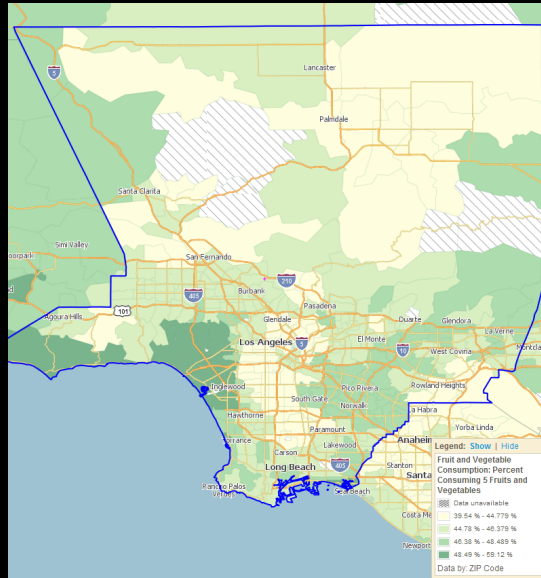 5
Lancaster
Palmdale
Santa Clarita
Simi Valley
San Fernando
210
405
Burbank
Pasadena
101
Agoura Hills
Glendale
Duarte
Glendora
La Verne
Los Angeles
5
El Monte
10
West Covina
Inglewood
Pico Rivera
Rowland Heights
South Gate
Norwalk
La Habra
Hawthorne
Yorba Linda
Paramount
Torrance
Lakewood
Anaheim
Carson
Long Beach
405
Stanton
Santa
Rancho Palos
Verdes
Seal Beach
Costa Me
Newport
Legend: Show | Hide
Fruit and Vegetable
Consumption: Percent
Consuming 5 Fruits and
Vegetables
Data unavailable
39.54 % - 44.779 %
44.78 % - 46.379 %
46.38 % - 48.489 %
48.49 % - 59.12 %
Data by: ZIP Code